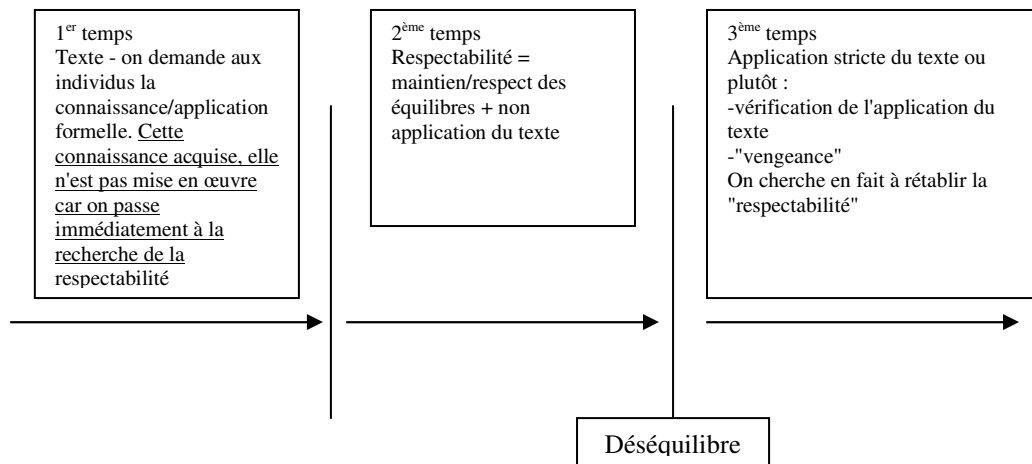 1er temps
Texte - on demande aux
individus la
connaissance/application
formelle. Cette
connaissance acquise, elle
n'est pas mise en œuvre
car on passe
immédiatement à la
recherche de la
respectabilité
2ème temps
Respectabilité =
maintien/respect des
équilibres + non
application du texte
3ème temps
Application stricte du texte ou
plutôt :
-vérification de l'application du
texte
-"vengeance"
On cherche en fait à rétablir la
"respectabilité"
Déséquilibre